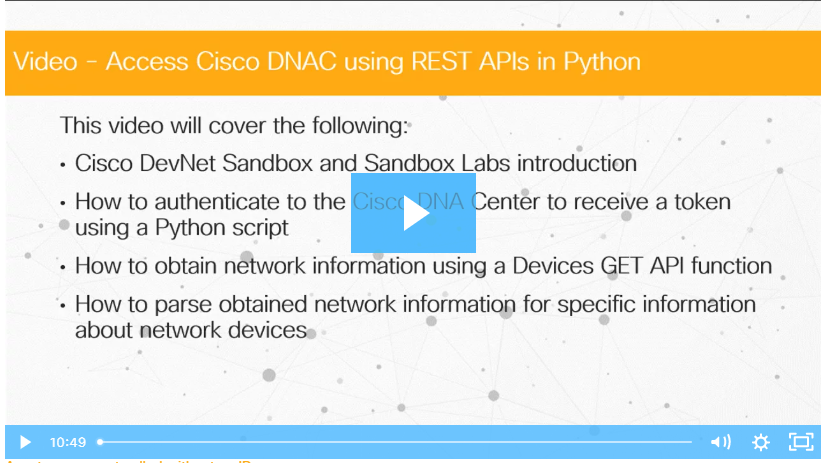 Video - Access Cisco DNAC using REST APIs in Python
This video will cover the following:
• Cisco DevNet Sandbox and Sandbox Labs introduction
• How to authenticate to the Cisco DNA Center to receive a token
using a Python script
• How to obtain network information using a Devices GET API function
• How to parse obtained network information for specific information
about network devices
10:49